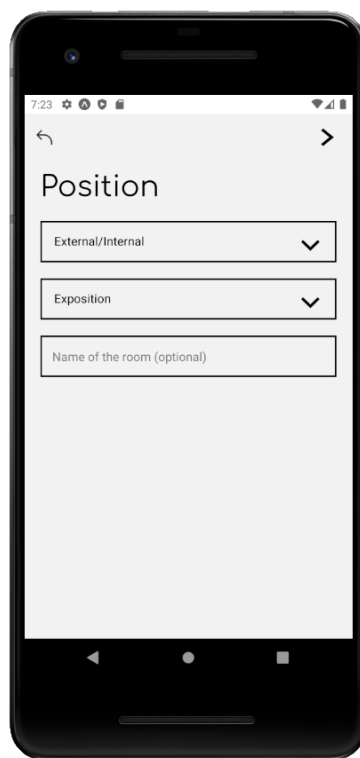 7:23
Position
External/Internal
Exposition
Name of the room (optional)